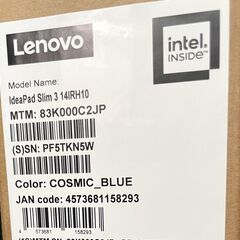 Lenovo
intel.
INSIDE™
Model Name:
IdeaPad Slim 3 14IRH10
MTM: 83K000C2JP
(S)SN: PF5TKN5W
Color: COSMIC_BLUE
JAN code: 4573681158293
4 573681 158293